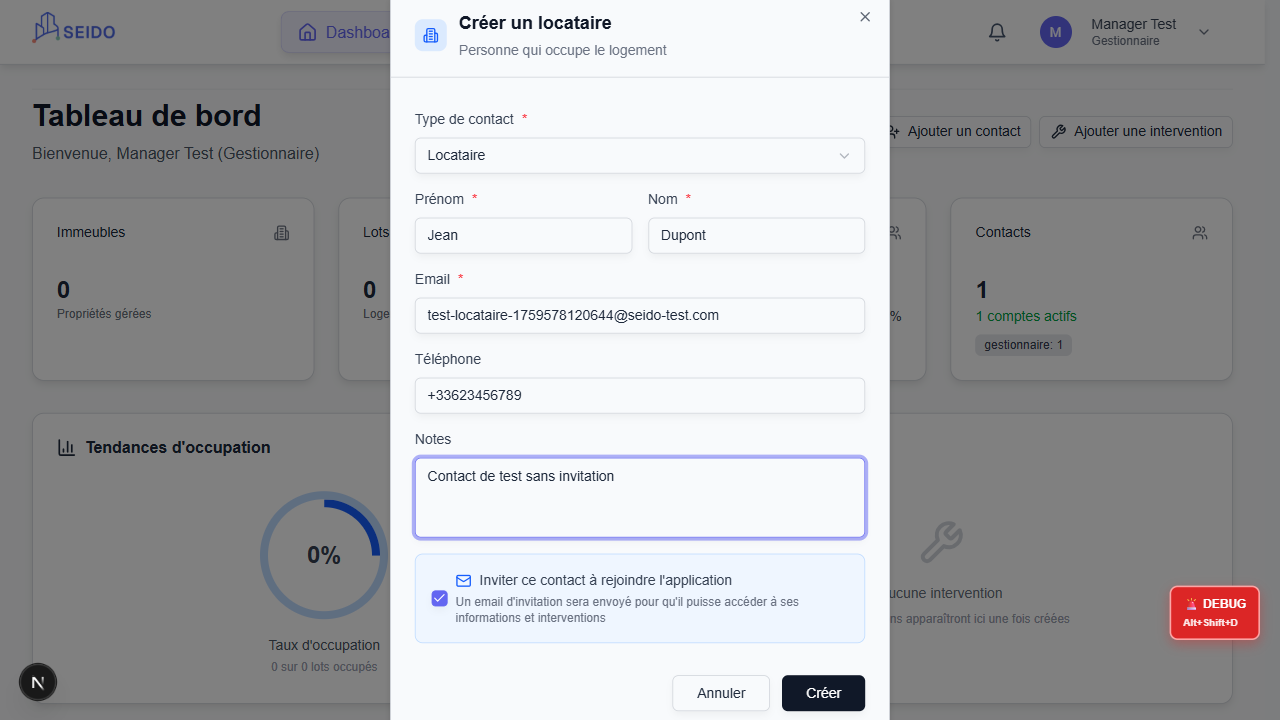 SEIDO
Créer un locataire
Personne qui occupe le logement
Manager Test
Gestionnaire
M
Tableau de bord
Bienvenue, Manager Test (Gestionnaire)
Ajouter un contact
Ajouter une intervention
Type de contact *
Locataire
Prénom *
Nom *
Jean
Dupont
Email *
test-locataire-1759578120644@seido-test.com
Téléphone
+33623456789
Notes
Contact de test sans invitation
Inviter ce contact à rejoindre l'application
Un email d'invitation sera envoyé pour qu'il puisse accéder à ses
informations et interventions
Annuler
Créer
Immeubles
0
Propriétés gérées
Lots
0
%
Contacts
1
1 comptes actifs
gestionnaire: 1
Tendances d'occupation
0%
Taux d'occupation
0 sur 0 lots occupés
intervention
apparaîtront ici une fois créées
DEBUG
Alt+Shift+D
N